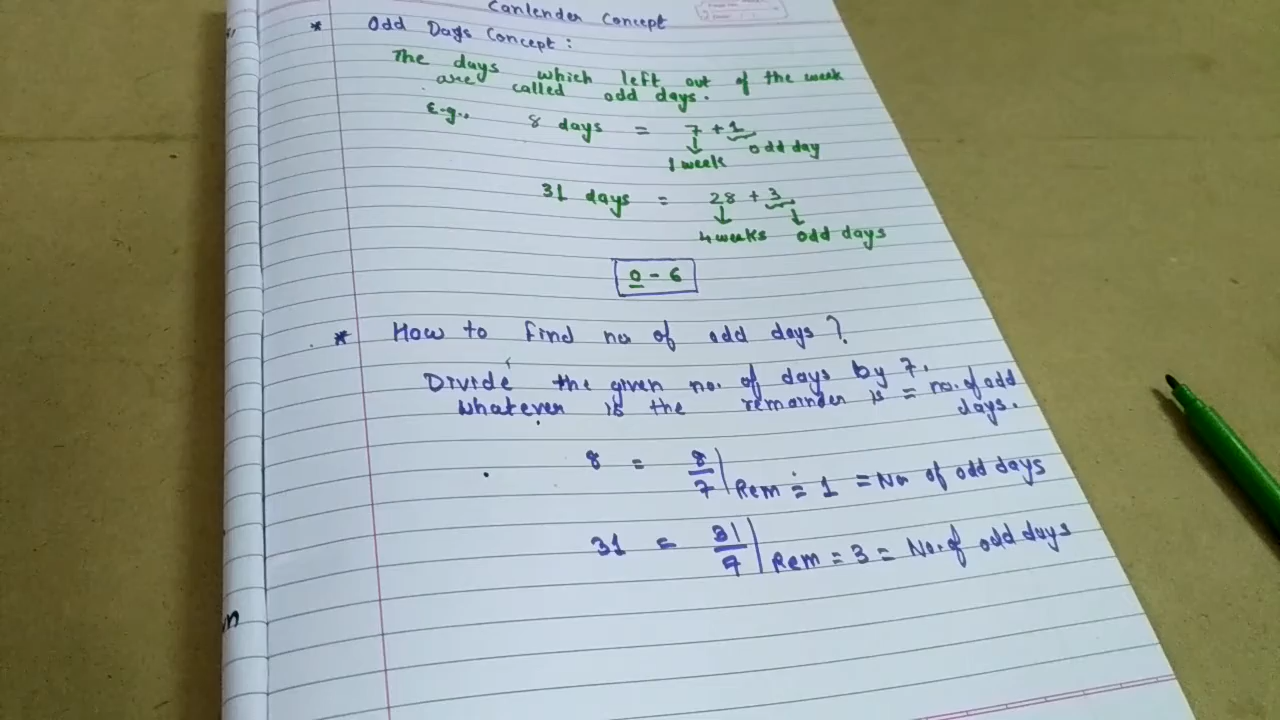 Canlender Concept
* Odd Days Concept :
The days which left out of the week
are called odd days.
E.g., 8 days = 7 + 1
1 week odd day
31 days = 28 + 3
4 weeks odd days
0 - 6
* How to find no. of odd days ?
Divide the given no. of days by 7.
Whatever is the remainder is = no. of odd
days.
8 = 8/7 | Rem = 1 = No. of odd days
31 = 31/7 | Rem = 3 = No. of odd days